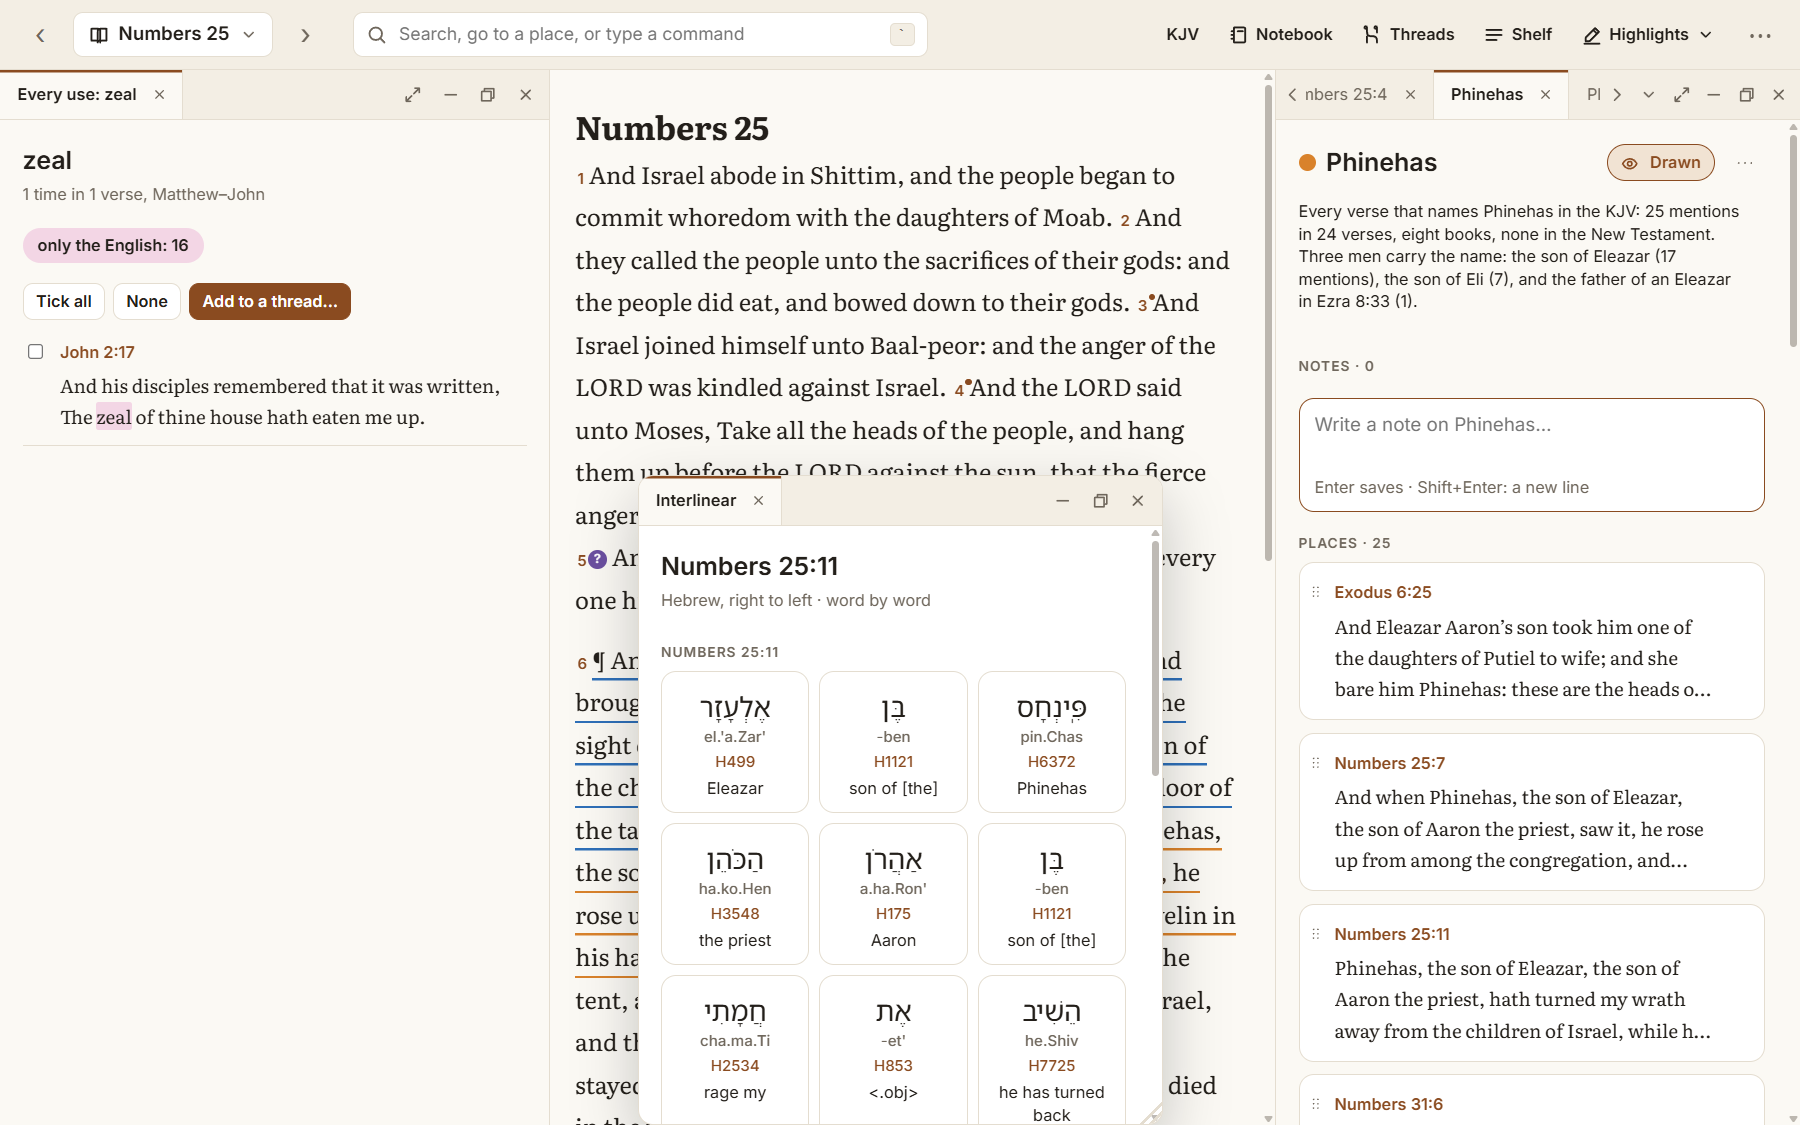 Numbers 25
Search, go to a place, or type a command
`
KJV
Notebook
Threads
Shelf
Highlights
Every use: zeal
zeal
1 time in 1 verse, Matthew–John
only the English: 16
Tick all
None
Add to a thread…
John 2:17
And his disciples remembered that it was written,
The zeal of thine house hath eaten me up.
Numbers 25
1 And Israel abode in Shittim, and the people began to
commit whoredom with the daughters of Moab. 2 And
they called the people unto the sacrifices of their gods: and
the people did eat, and bowed down to their gods. 3 And
Israel joined himself unto Baal-peor: and the anger of the
LORD was kindled against Israel. 4 And the LORD said
unto Moses, Take all the heads of the people, and hang
them up before the LORD against the sun, that the fierce
anger
5 ? An
every
one h
6 ¶ An
nd
broug
he
sight
n of
the ch
loor of
the ta
ehas,
the so
, he
rose u
velin in
his ha
he
tent, a
rael,
and th
stayed
died
in the
Interlinear
Numbers 25:11
Hebrew, right to left · word by word
NUMBERS 25:11
אֶלְעָזָר
בֶּן
פִּינְחָס
el.'a.Zar'
-ben
pin.Chas
H499
H1121
H6372
Eleazar
son of [the]
Phinehas
הַכֹּהֵן
אַהֲרֹן
בֶּן
ha.ko.Hen
a.ha.Ron'
-ben
H3548
H175
H1121
the priest
Aaron
son of [the]
חֲמָתִי
אֶת
הֵשִׁיב
cha.ma.Ti
-et'
he.Shiv
H2534
H853
H7725
rage my
<.obj>
he has turned
back
nbers 25:4
Phinehas
Pl
Phinehas
Drawn
Every verse that names Phinehas in the KJV: 25 mentions
in 24 verses, eight books, none in the New Testament.
Three men carry the name: the son of Eleazar (17
mentions), the son of Eli (7), and the father of an Eleazar
in Ezra 8:33 (1).
NOTES · 0
Write a note on Phinehas…
Enter saves · Shift+Enter: a new line
PLACES · 25
Exodus 6:25
And Eleazar Aaron’s son took him one of
the daughters of Putiel to wife; and she
bare him Phinehas: these are the heads o…
Numbers 25:7
And when Phinehas, the son of Eleazar,
the son of Aaron the priest, saw it, he rose
up from among the congregation, and…
Numbers 25:11
Phinehas, the son of Eleazar, the son of
Aaron the priest, hath turned my wrath
away from the children of Israel, while h…
Numbers 31:6